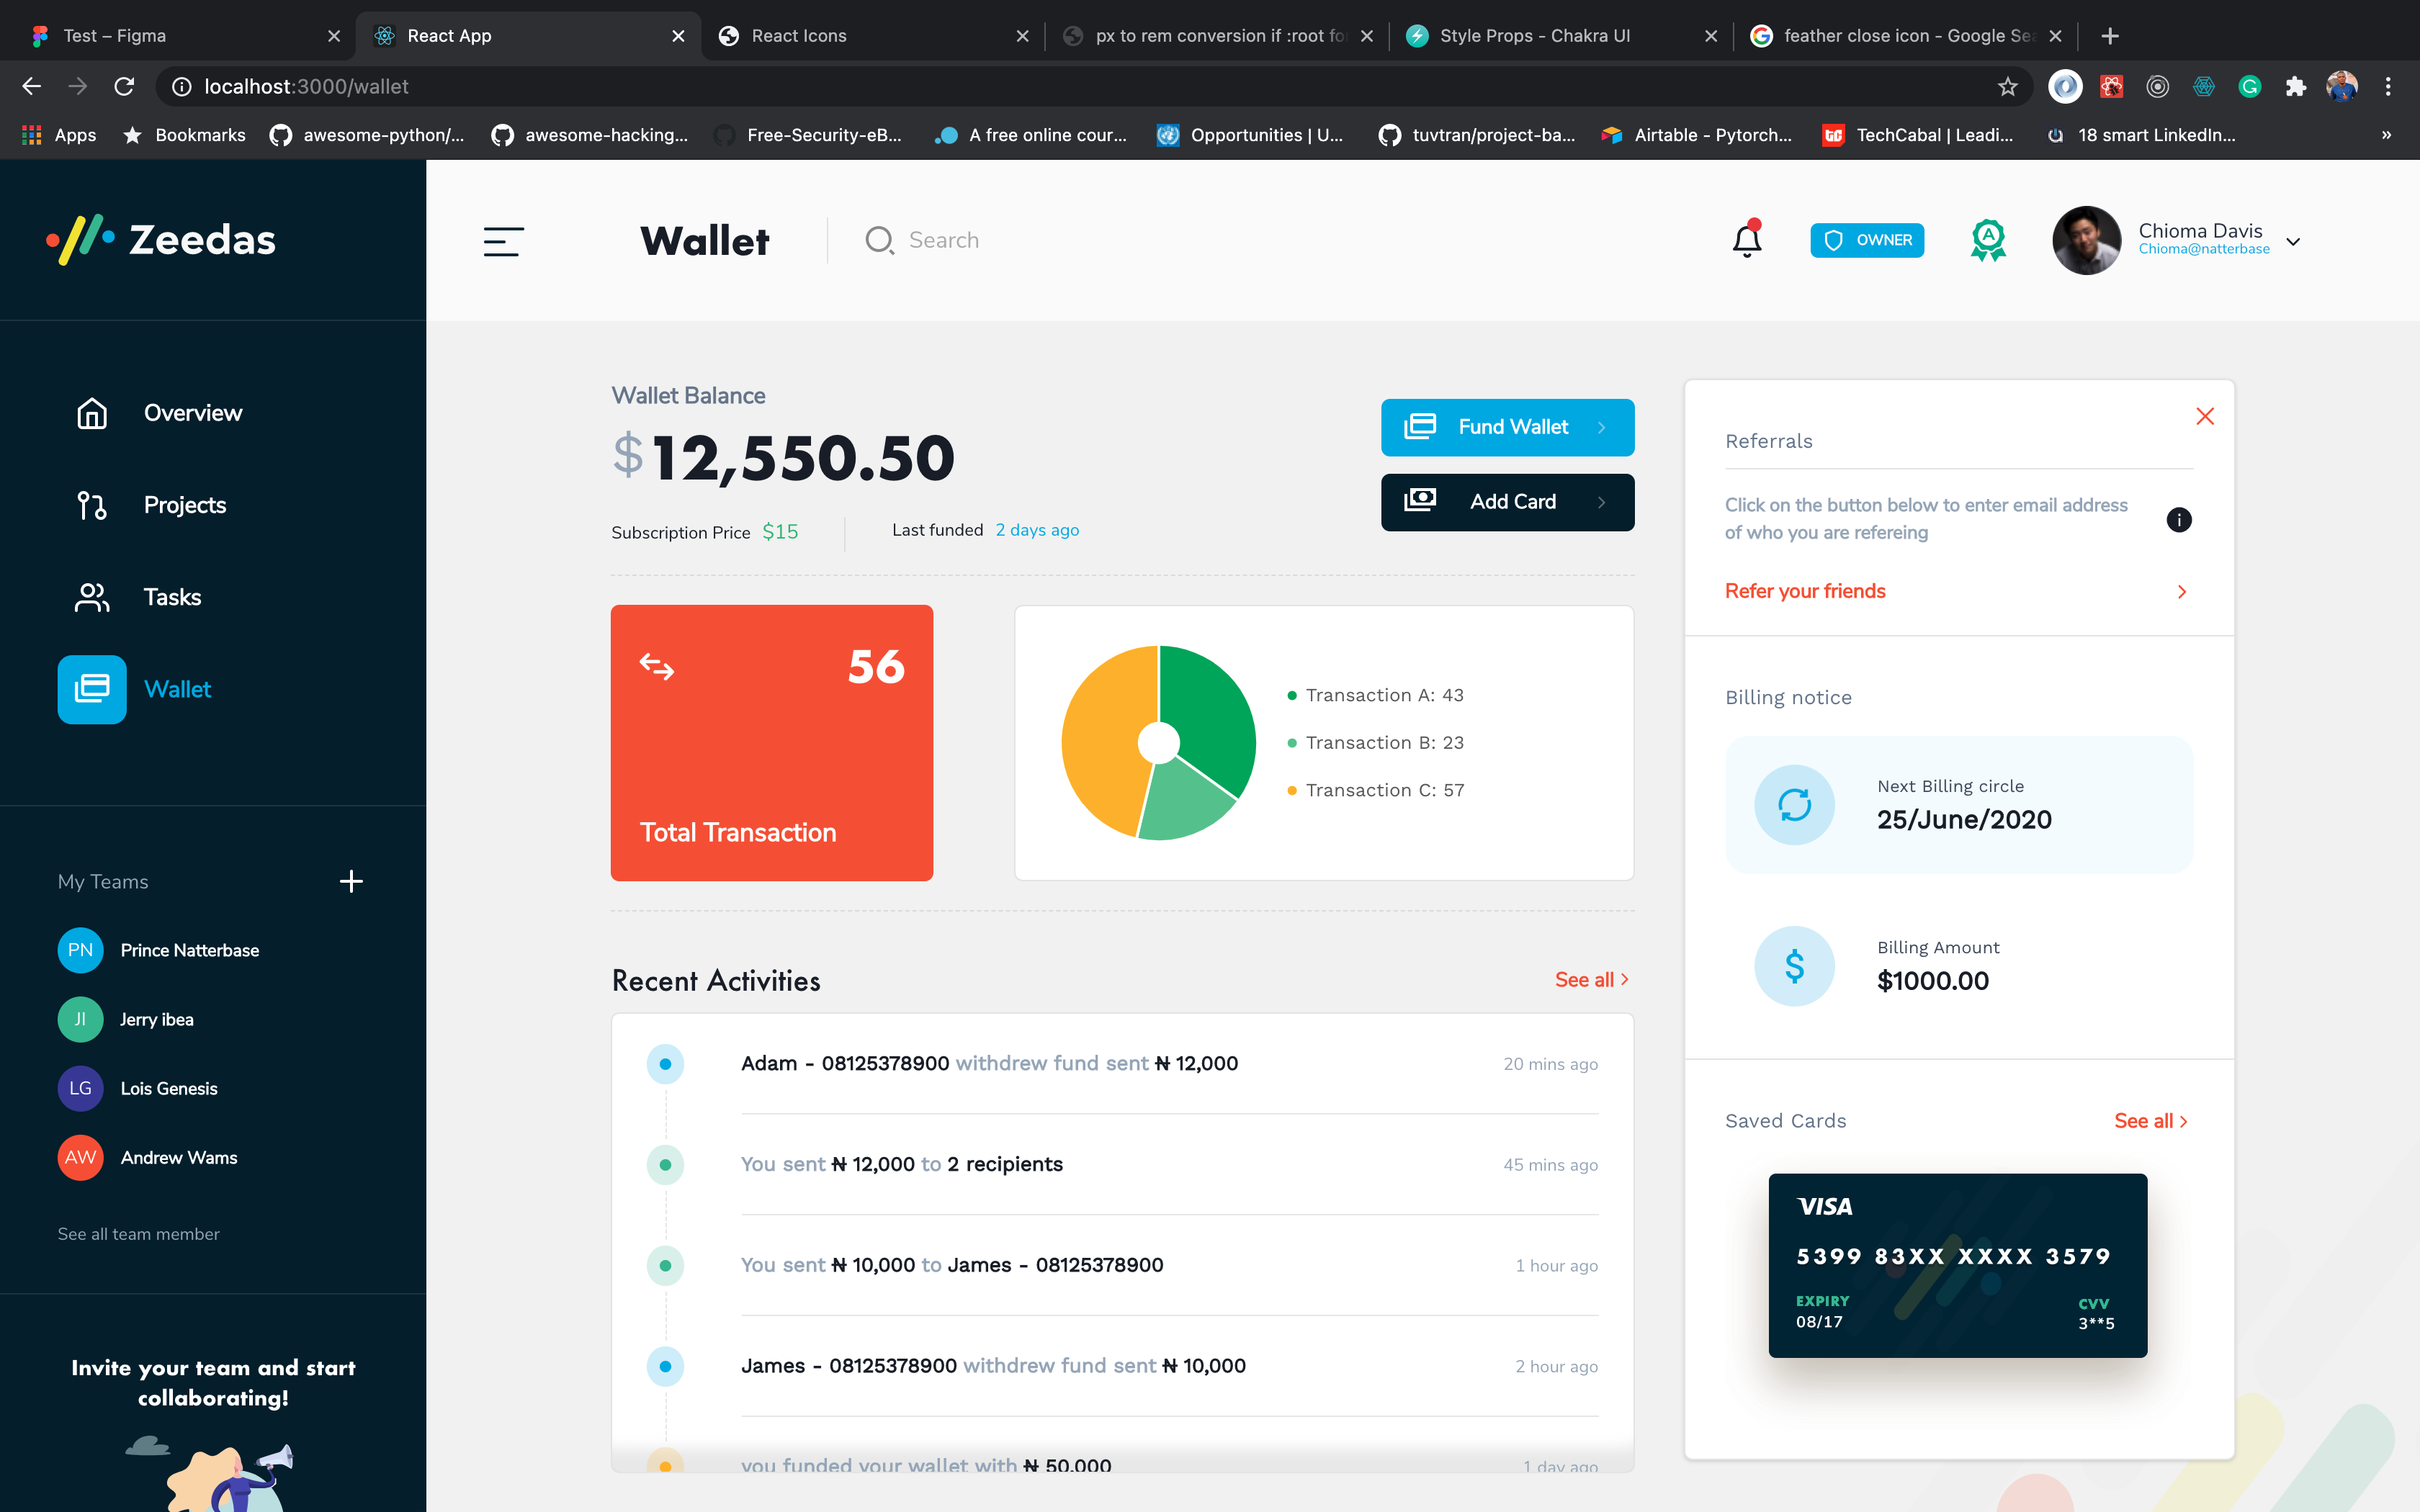 Test – Figma
React App
React Icons
px to rem conversion if :root fo
Style Props - Chakra UI
feather close icon - Google Sea
localhost:3000/wallet
Apps
Bookmarks
awesome-python/...
awesome-hacking...
Free-Security-eB...
A free online cour...
Opportunities | U...
tuvtran/project-ba...
Airtable - Pytorch...
TechCabal | Leadi...
18 smart LinkedIn...
»
Zeedas
Wallet
Search
OWNER
A
Chioma Davis
Chioma@natterbase
Overview
Projects
Tasks
Wallet
My Teams
PN Prince Natterbase
JI Jerry ibea
LG Lois Genesis
AW Andrew Wams
See all team member
Invite your team and start
collaborating!
Wallet Balance
$12,550.50
Subscription Price $15
Last funded 2 days ago
Fund Wallet
Add Card
56
Total Transaction
Transaction A: 43
Transaction B: 23
Transaction C: 57
Recent Activities
See all
Adam - 08125378900 withdrew fund sent ₦ 12,000
20 mins ago
You sent ₦ 12,000 to 2 recipients
45 mins ago
You sent ₦ 10,000 to James - 08125378900
1 hour ago
James - 08125378900 withdrew fund sent ₦ 10,000
2 hour ago
you funded your wallet with ₦ 50,000
1 day ago
Referrals
Click on the button below to enter email address
of who you are refereing
Refer your friends
Billing notice
Next Billing circle
25/June/2020
$
Billing Amount
$1000.00
Saved Cards
See all
VISA
5399 83XX XXXX 3579
EXPIRY
08/17
CVV
3**5